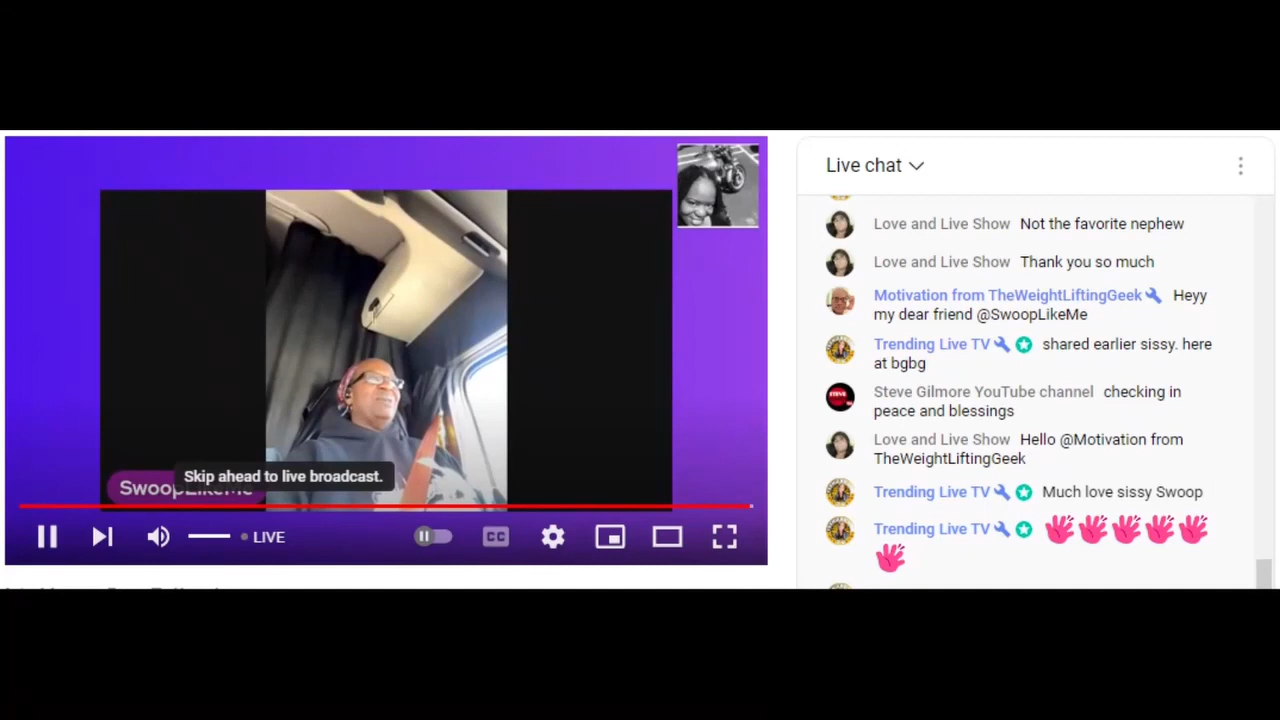 Live chat
Love and Live Show Not the favorite nephew
Love and Live Show Thank you so much
Motivation from TheWeightLiftingGeek Heyy
my dear friend @SwoopLikeMe
Trending Live TV shared earlier sissy. here
at bgbg
Steve Gilmore YouTube channel checking in
peace and blessings
Love and Live Show Hello @Motivation from
TheWeightLiftingGeek
Trending Live TV Much love sissy Swoop
Trending Live TV
Skip ahead to live broadcast.
SwoopLikeMe
LIVE
CC